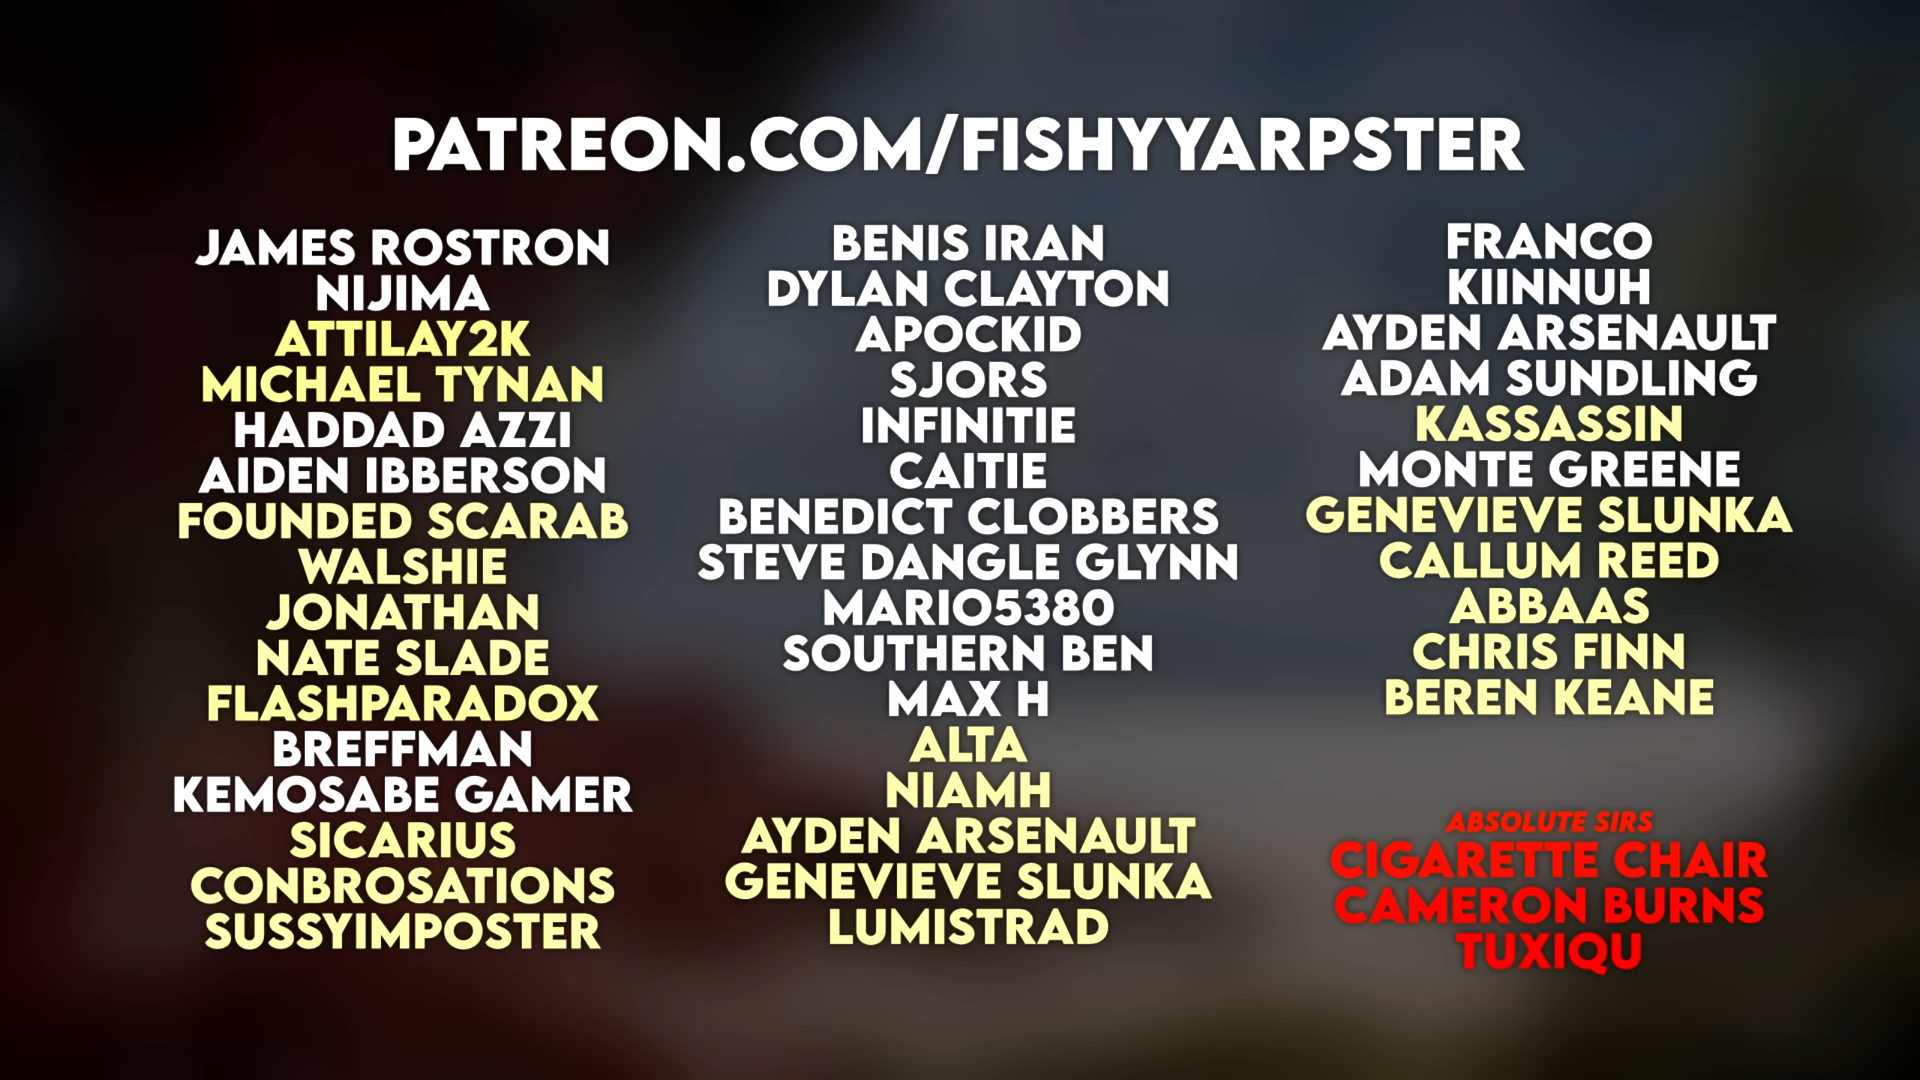 PATREON.COM/FISHYYARPSTER
JAMES ROSTRON
NIJIMA
ATTILAY2K
MICHAEL TYNAN
HADDAD AZZI
AIDEN IBBERSON
FOUNDED SCARAB
WALSHIE
JONATHAN
NATE SLADE
FLASHPARADOX
BREFFMAN
KEMOSABE GAMER
SICARIUS
CONBROSATIONS
SUSSYIMPOSTER
BENIS IRAN
DYLAN CLAYTON
APOCKID
SJORS
INFINITIE
CAITIE
BENEDICT CLOBBERS
STEVE DANGLE GLYNN
MARIO5380
SOUTHERN BEN
MAX H
ALTA
NIAMH
AYDEN ARSENAULT
GENEVIEVE SLUNKA
LUMISTRAD
FRANCO
KIINNUH
AYDEN ARSENAULT
ADAM SUNDLING
KASSASSIN
MONTE GREENE
GENEVIEVE SLUNKA
CALLUM REED
ABBAAS
CHRIS FINN
BEREN KEANE
ABSOLUTE SIRS
CIGARETTE CHAIR
CAMERON BURNS
TUXIQU